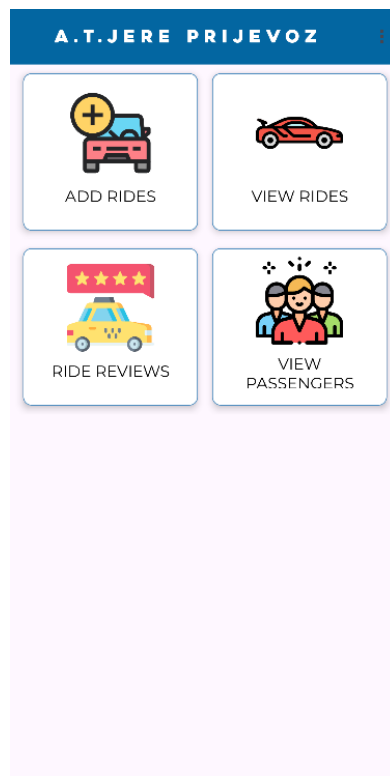 A.T.JERE PRIJEVOZ
ADD RIDES
VIEW RIDES
RIDE REVIEWS
VIEW
PASSENGERS